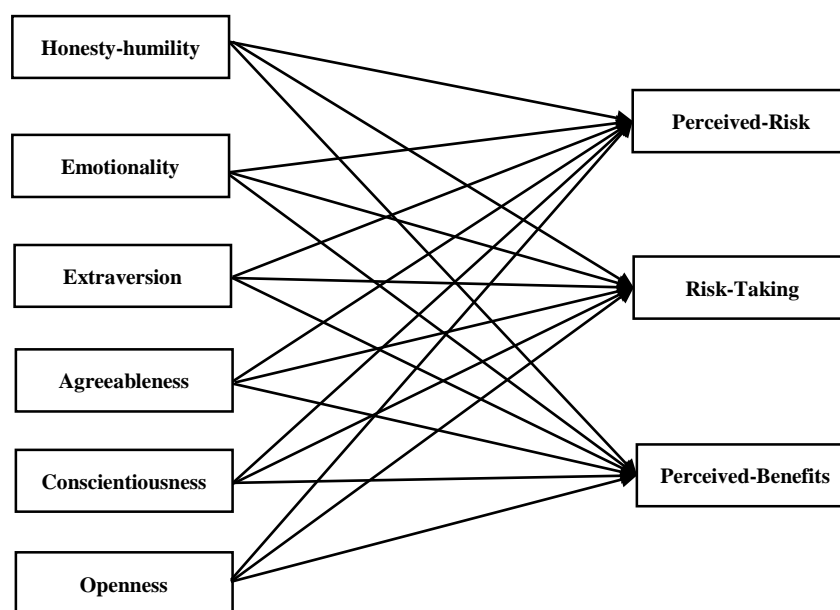 Honesty-humility
Emotionality
Extraversion
Agreeableness
Conscientiousness
Openness
Perceived-Risk
Risk-Taking
Perceived-Benefits